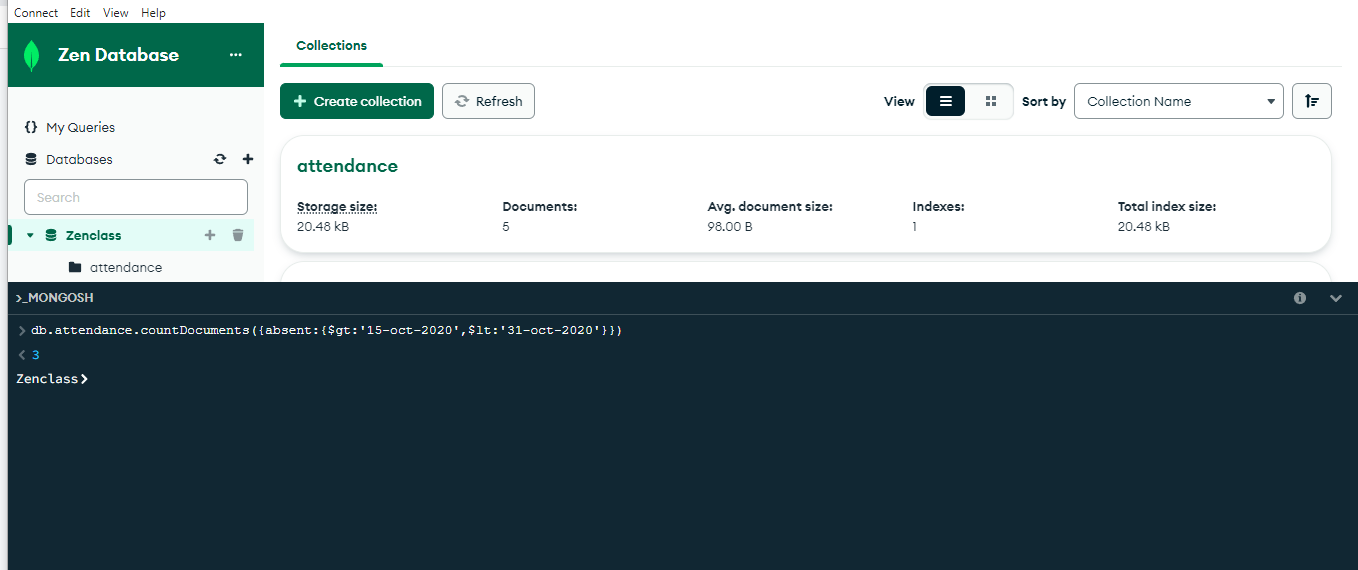 Connect Edit View Help
Zen Database ...
Collections
+ Create collection Refresh View Sort by Collection Name
{} My Queries
Databases
Search
Zenclass
attendance
attendance
Storage size: Documents: Avg. document size: Indexes: Total index size:
20.48 kB 5 98.00 B 1 20.48 kB
>_MONGOSH
> db.attendance.countDocuments({absent:{$gt:'15-oct-2020',$lt:'31-oct-2020'}})
< 3
Zenclass>